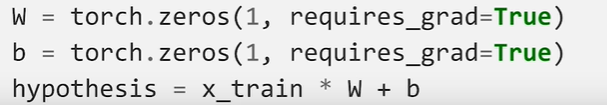 W = torch.zeros(1, requires_grad=True)
b = torch.zeros(1, requires_grad=True)
hypothesis = x_train * W + b